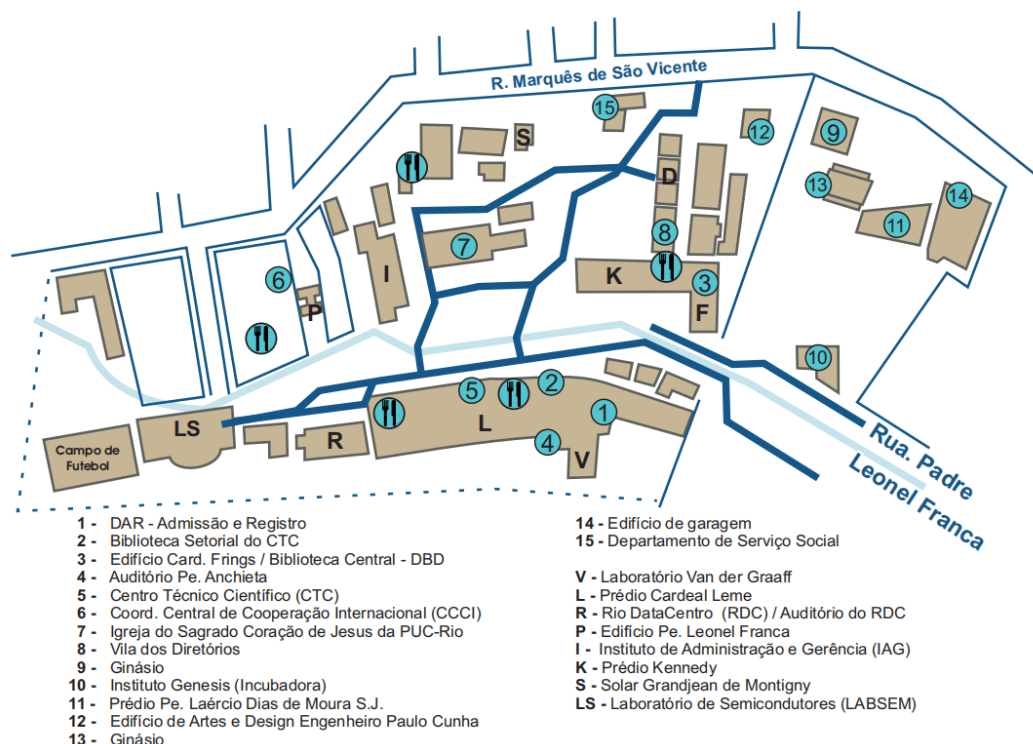 R. Marquês de São Vicente
15
S
12
9
D
13
14
11
8
7
6
I
K
3
P
F
10
5
2
1
LS
L
R
4
V
Campo de
Futebol
Rua. Padre
Leonel Franca
1 - DAR - Admissão e Registro
2 - Biblioteca Setorial do CTC
3 - Edifício Card. Frings / Biblioteca Central - DBD
4 - Auditório Pe. Anchieta
5 - Centro Técnico Científico (CTC)
6 - Coord. Central de Cooperação Internacional (CCCI)
7 - Igreja do Sagrado Coração de Jesus da PUC-Rio
8 - Vila dos Diretórios
9 - Ginásio
10 - Instituto Genesis (Incubadora)
11 - Prédio Pe. Laércio Dias de Moura S.J.
12 - Edifício de Artes e Design Engenheiro Paulo Cunha
13 - Ginásio
14 - Edifício de garagem
15 - Departamento de Serviço Social
V - Laboratório Van der Graaff
L - Prédio Cardeal Leme
R - Rio DataCentro (RDC) / Auditório do RDC
P - Edifício Pe. Leonel Franca
I - Instituto de Administração e Gerência (IAG)
K - Prédio Kennedy
S - Solar Grandjean de Montigny
LS - Laboratório de Semicondutores (LABSEM)